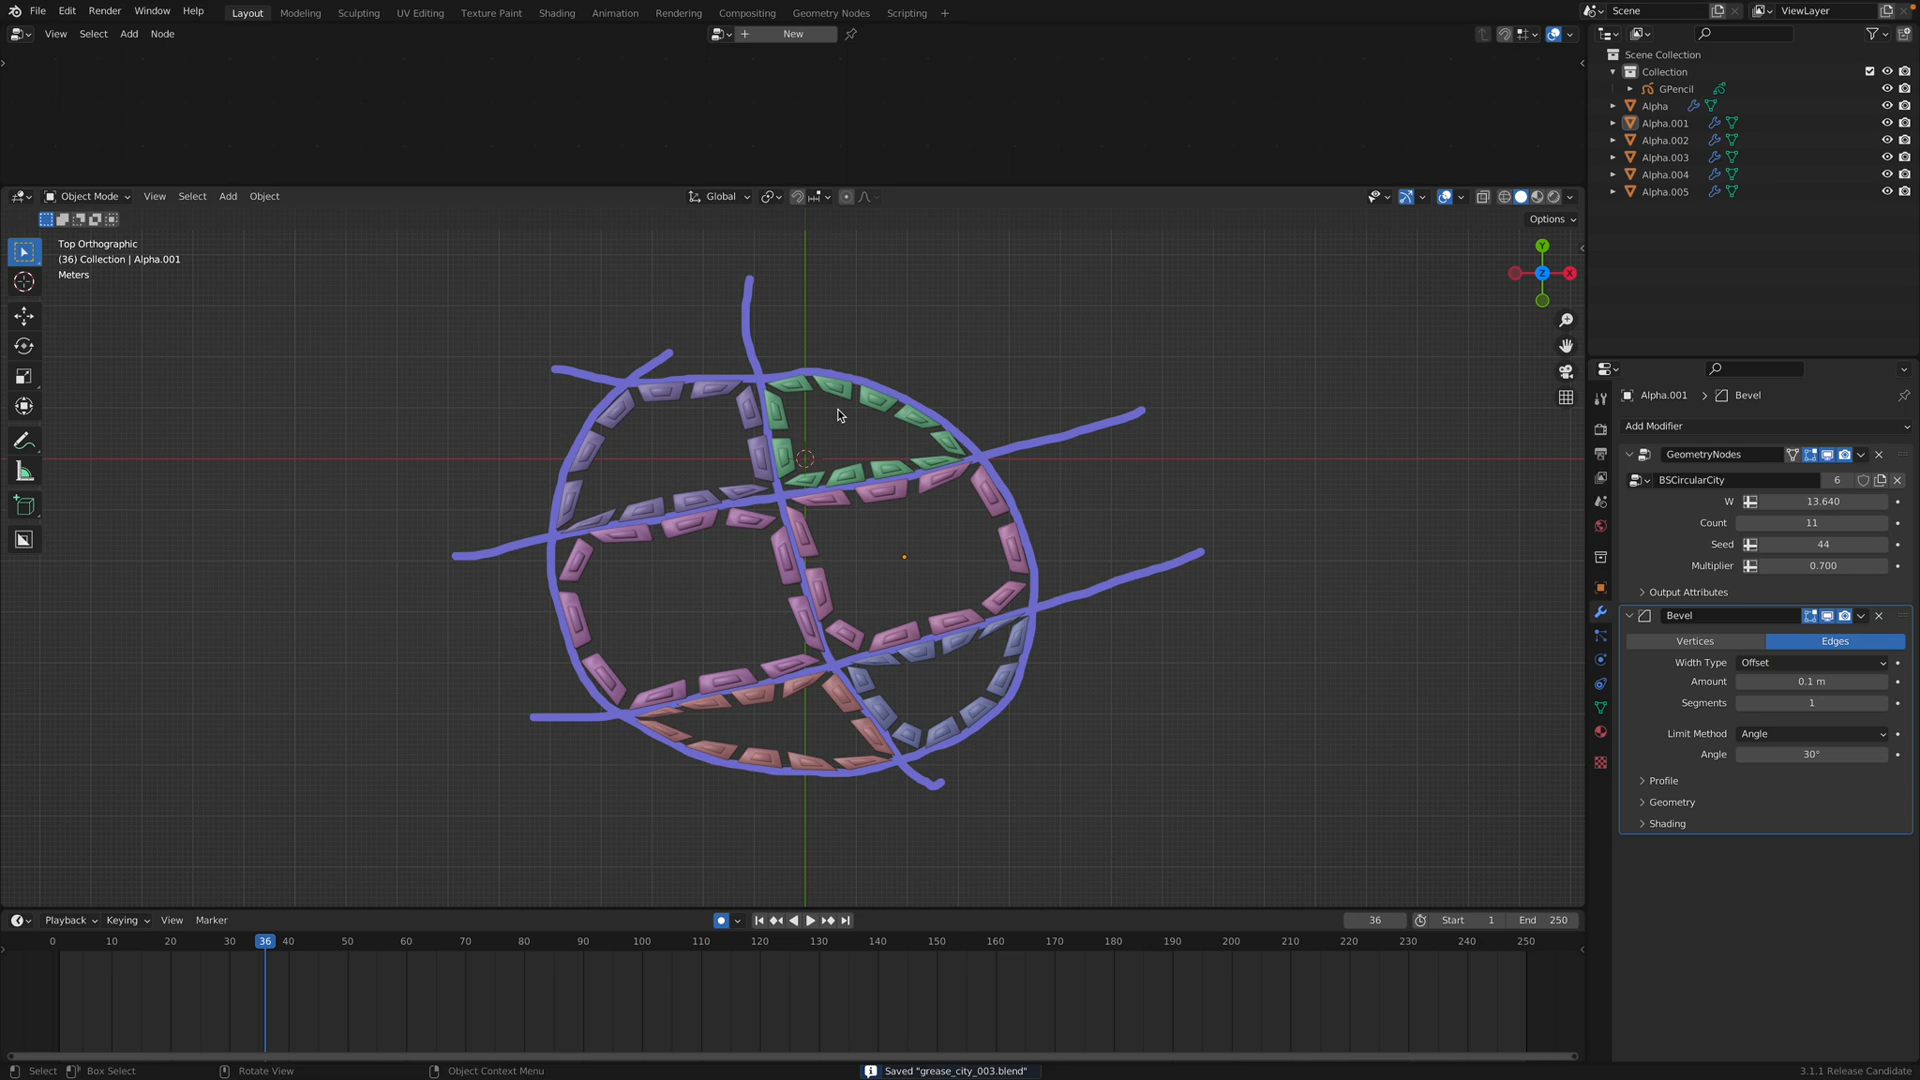 File Edit Render Window Help Layout Modeling Sculpting UV Editing Texture Paint Shading Animation Rendering Compositing Geometry Nodes Scripting + Scene ViewLayer
View Select Add Node + New
Scene Collection
Collection
GPencil
Alpha
Alpha.001
Alpha.002
Alpha.003
Alpha.004
Alpha.005
Object Mode View Select Add Object Global
Options
Top Orthographic
(36) Collection | Alpha.001
Meters
Y
Z
X
Alpha.001 > Bevel
Add Modifier
GeometryNodes
BSCircularCity 6
W 13.640
Count 11
Seed 44
Multiplier 0.700
Output Attributes
Bevel
Vertices Edges
Width Type Offset
Amount 0.1 m
Segments 1
Limit Method Angle
Angle 30°
Profile
Geometry
Shading
Playback Keying View Marker 36 Start 1 End 250
0 10 20 30 36 40 50 60 70 80 90 100 110 120 130 140 150 160 170 180 190 200 210 220 230 240 250
Select Box Select Rotate View Object Context Menu Saved "grease_city_003.blend" 3.1.1 Release Candidate